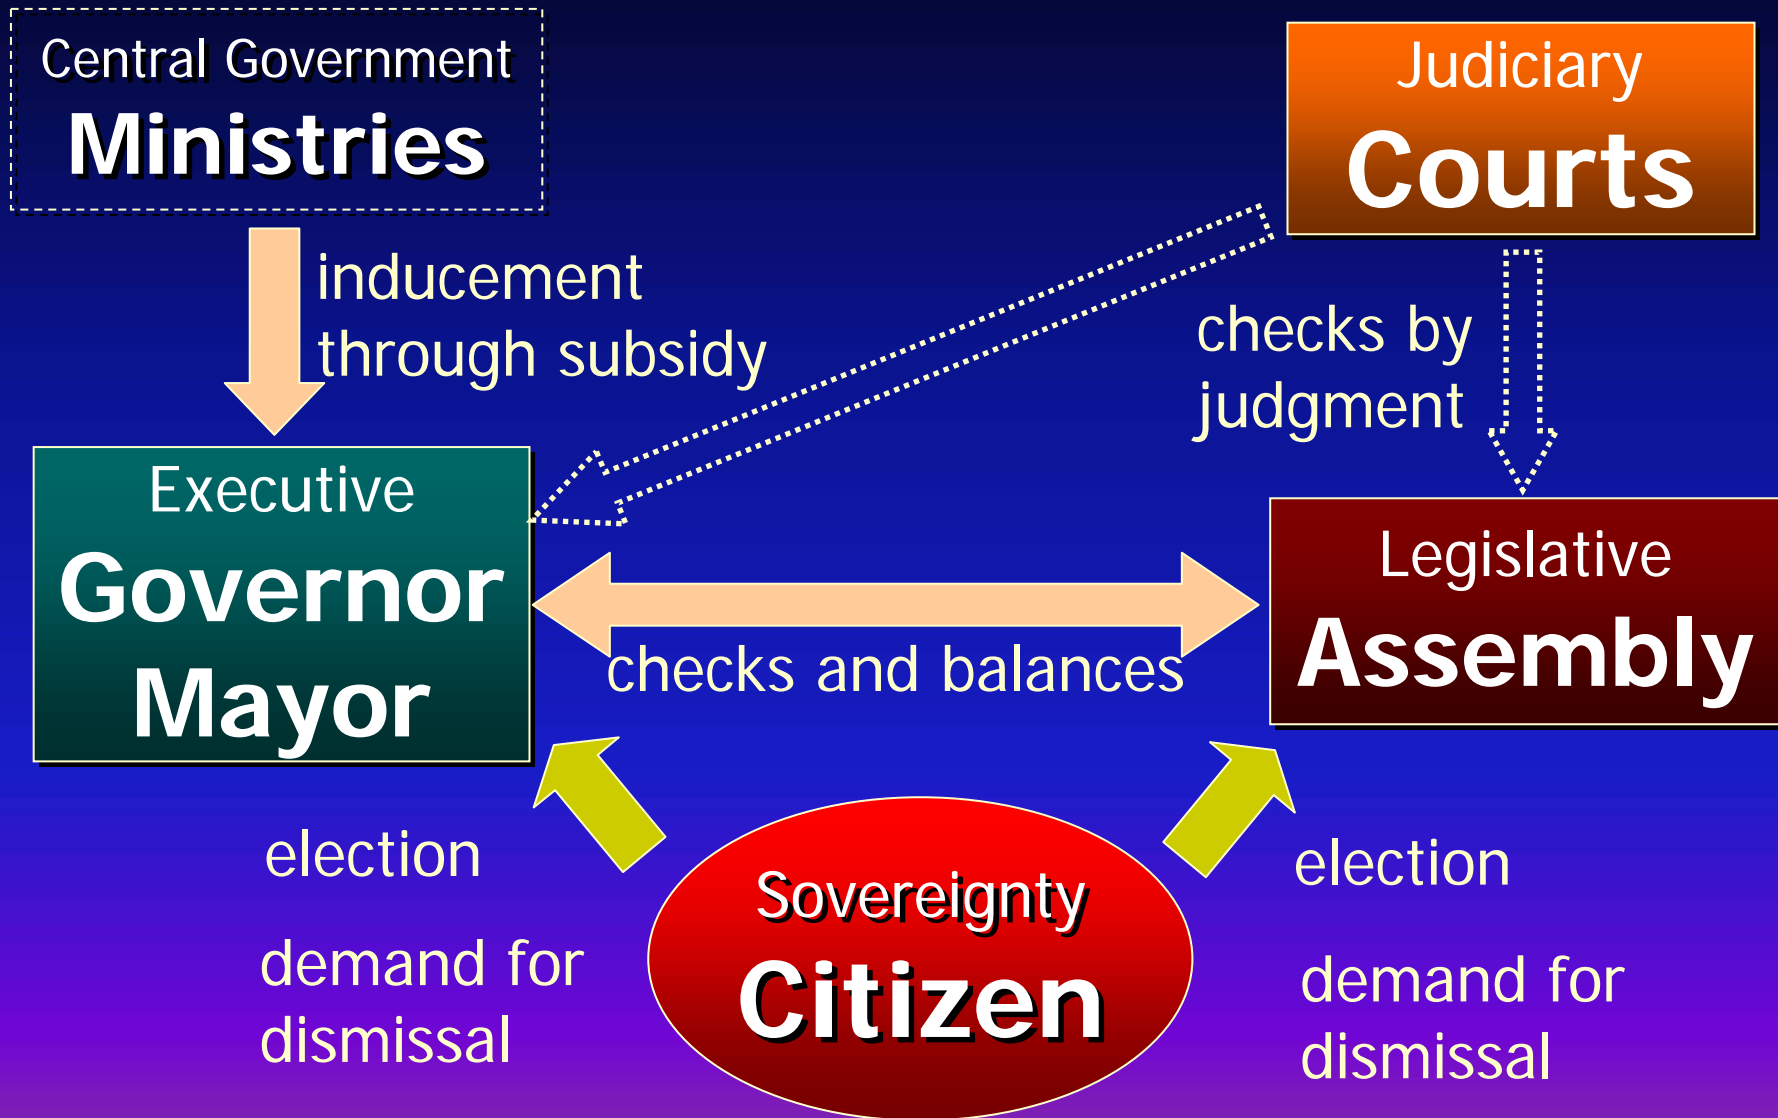 Central Government
Ministries
Judiciary
Courts
inducement
through subsidy
checks by
judgment
Executive
Governor
Mayor
Legislative
Assembly
checks and balances
election
demand for
dismissal
Sovereignty
Citizen
election
demand for
dismissal